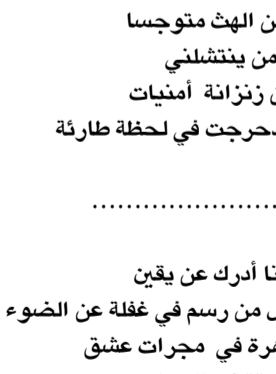 الهث متوجسا
من ينتشلني
زنزانة أمنيات
في لحظة طارئة
......................
أدرك عن يقين
من رسم في غفلة عن الضوء
في مجرات عشق